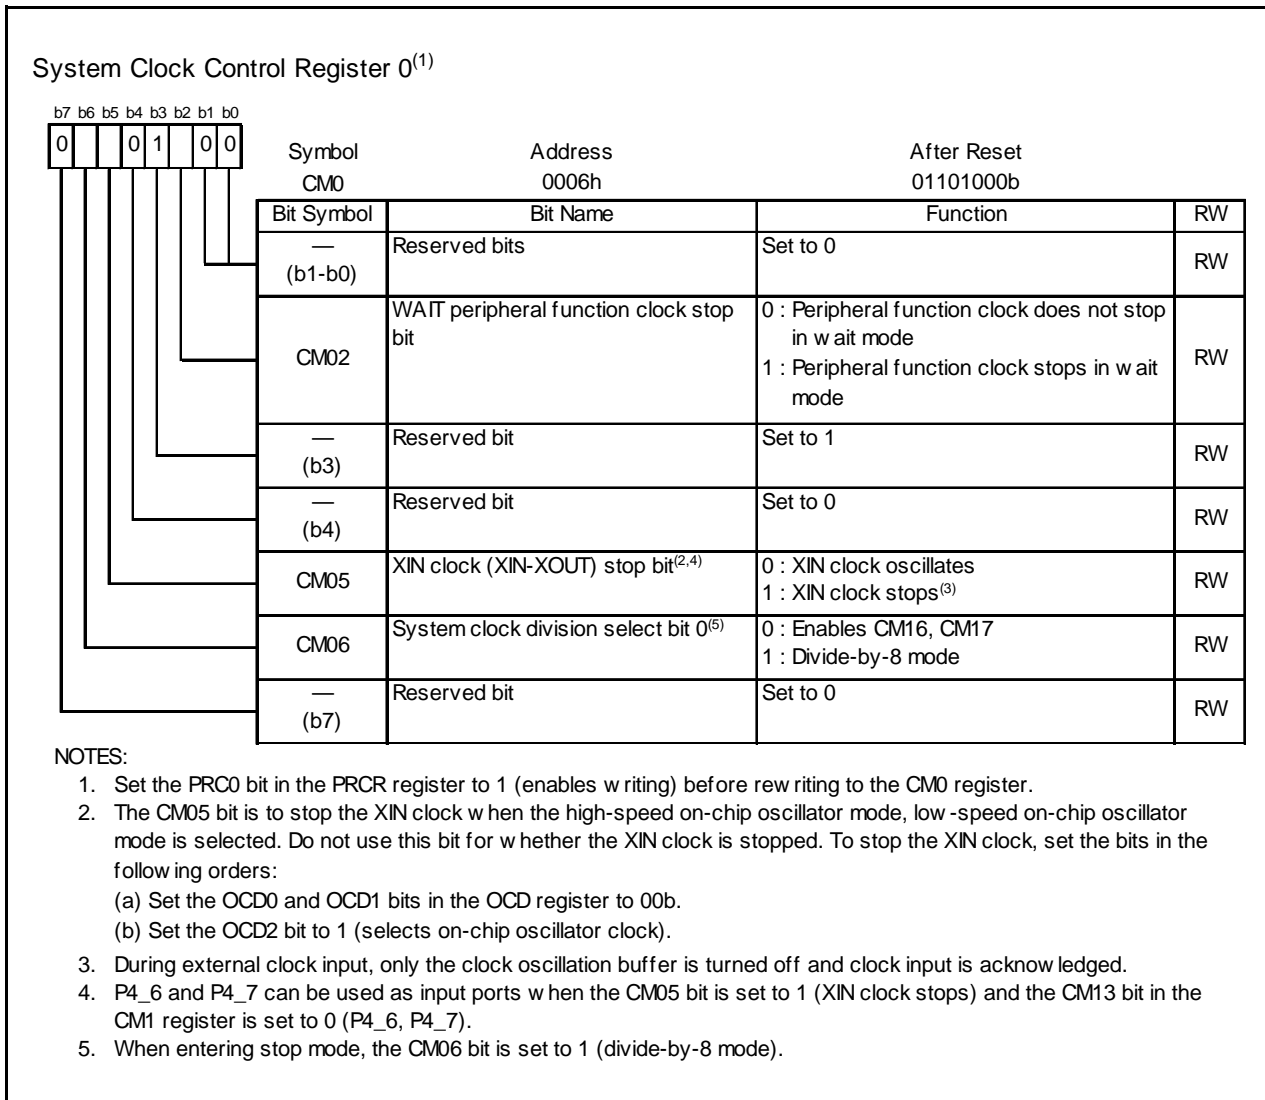 System Clock Control Register 0(1)
b7 b6 b5 b4 b3 b2 b1 b0
0 0 1 0 0
Symbol Address After Reset
CM0 0006h 01101000b
Bit Symbol Bit Name Function RW
— (b1-b0) Reserved bits Set to 0 RW
CM02 WAIT peripheral function clock stop bit 0 : Peripheral function clock does not stop in wait mode
1 : Peripheral function clock stops in wait mode RW
— (b3) Reserved bit Set to 1 RW
— (b4) Reserved bit Set to 0 RW
CM05 XIN clock (XIN-XOUT) stop bit(2,4) 0 : XIN clock oscillates
1 : XIN clock stops(3) RW
CM06 System clock division select bit 0(5) 0 : Enables CM16, CM17
1 : Divide-by-8 mode RW
— (b7) Reserved bit Set to 0 RW
NOTES:
1. Set the PRC0 bit in the PRCR register to 1 (enables writing) before rewriting to the CM0 register.
2. The CM05 bit is to stop the XIN clock when the high-speed on-chip oscillator mode, low-speed on-chip oscillator
mode is selected. Do not use this bit for whether the XIN clock is stopped. To stop the XIN clock, set the bits in the
following orders:
(a) Set the OCD0 and OCD1 bits in the OCD register to 00b.
(b) Set the OCD2 bit to 1 (selects on-chip oscillator clock).
3. During external clock input, only the clock oscillation buffer is turned off and clock input is acknowledged.
4. P4_6 and P4_7 can be used as input ports when the CM05 bit is set to 1 (XIN clock stops) and the CM13 bit in the
CM1 register is set to 0 (P4_6, P4_7).
5. When entering stop mode, the CM06 bit is set to 1 (divide-by-8 mode).